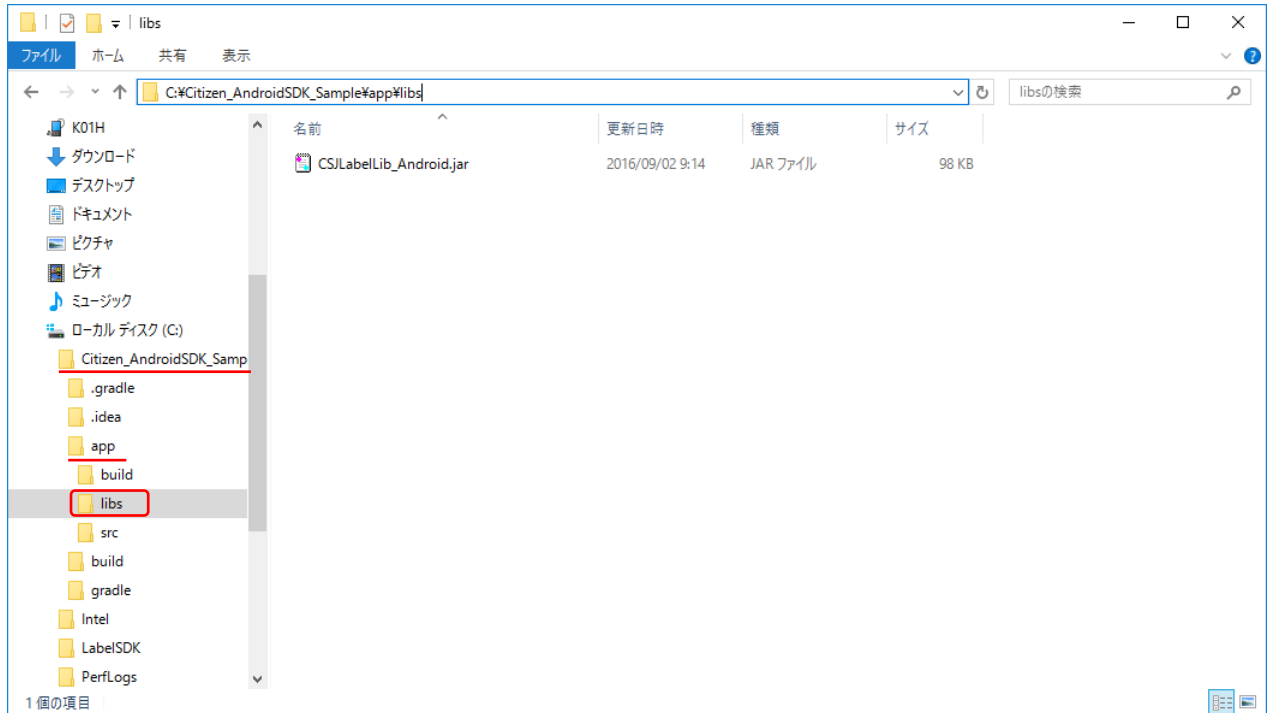 libs
ファイル ホーム 共有 表示
C:¥Citizen_AndroidSDK_Sample¥app¥libs
libsの検索
K01H
ダウンロード
デスクトップ
ドキュメント
ピクチャ
ビデオ
ミュージック
ローカル ディスク (C:)
Citizen_AndroidSDK_Samp
.gradle
.idea
app
build
libs
src
build
gradle
Intel
LabelSDK
PerfLogs
名前 更新日時 種類 サイズ
CSJLabelLib_Android.jar 2016/09/02 9:14 JAR ファイル 98 KB
1 個の項目